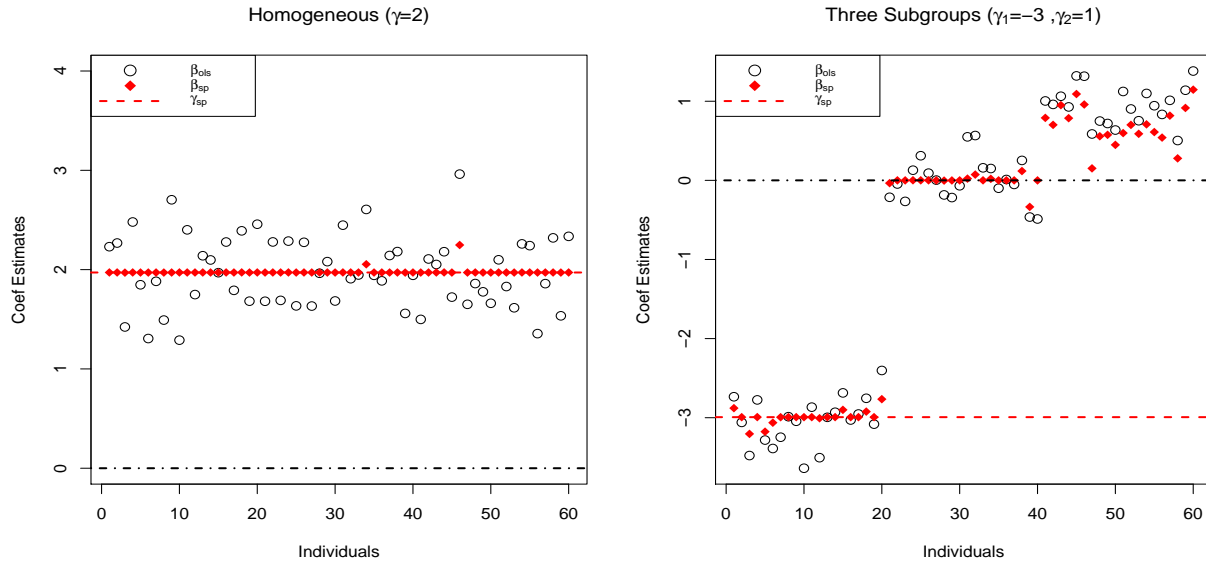 Homogeneous (γ=2)
β_ols
β_sp
γ_sp
Coef Estimates
4
3
2
1
0
0 10 20 30 40 50 60
Individuals
Three Subgroups (γ₁=−3 ,γ₂=1)
β_ols
β_sp
γ_sp
Coef Estimates
1
0
−1
−2
−3
0 10 20 30 40 50 60
Individuals